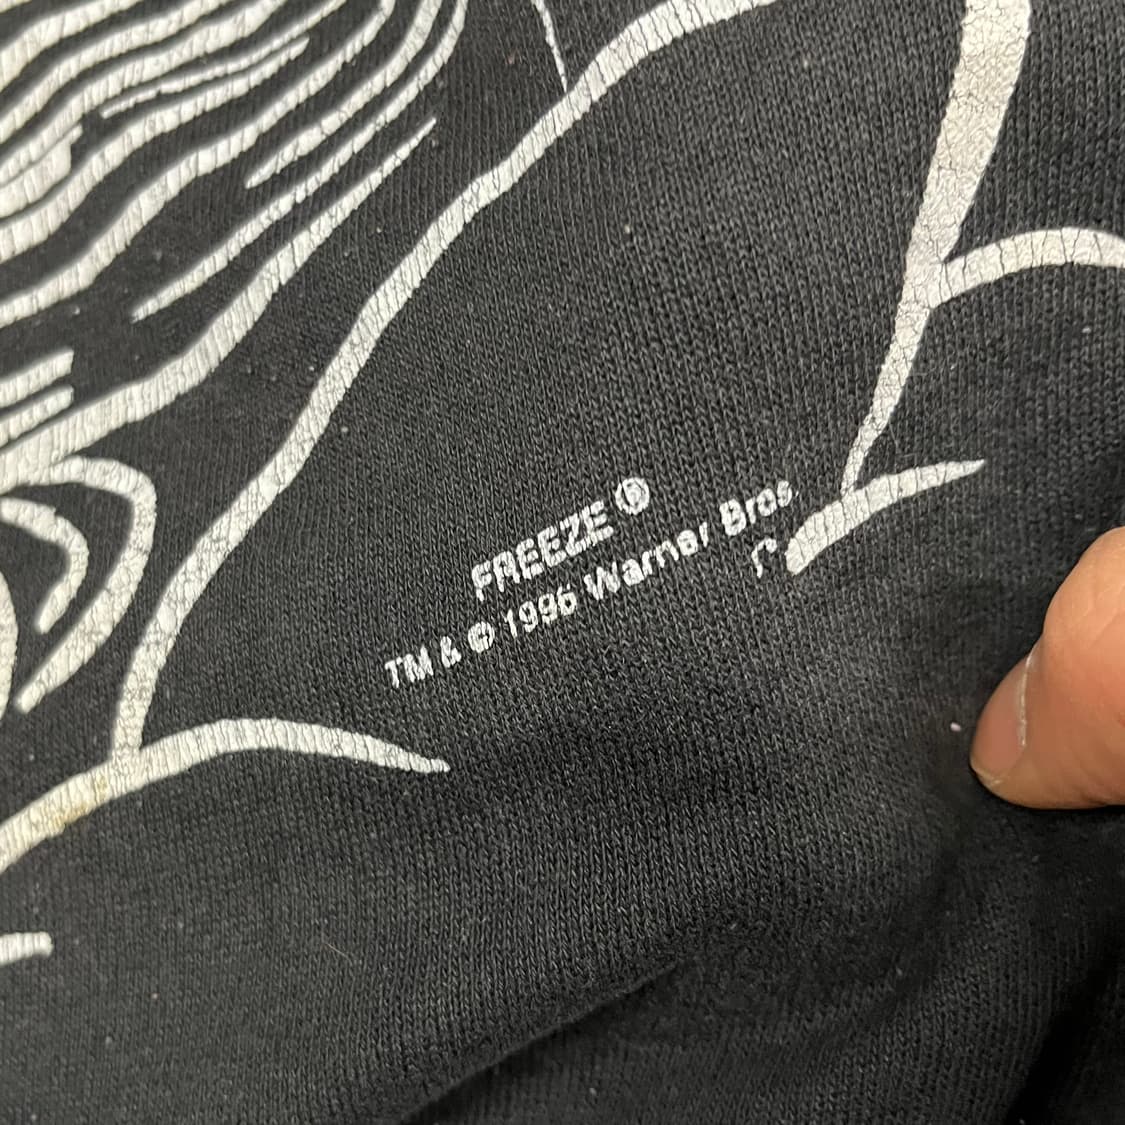 FREEZE ®
TM & © 1996 Warner Bros.